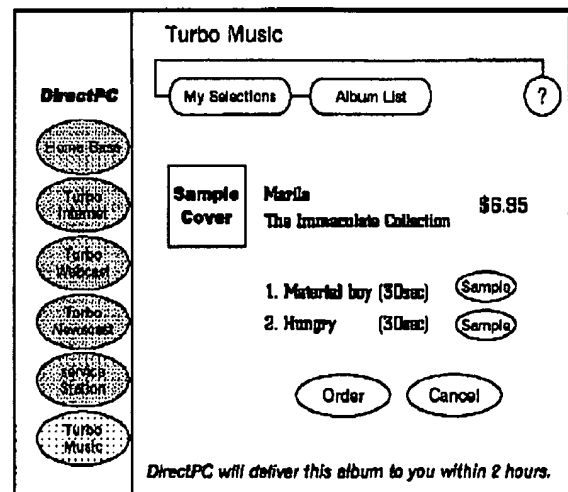 Turbo Music
DirectPC
My Selections
Album List
?
Home Base
Turbo
Internet
Turbo
Webcast
Turbo
Newscast
service
Station
Turbo
Music
Sample
Cover
Marila
The Immaculate Collection
$6.95
1. Material boy (30sec)
Sample
2. Hungry (30sec)
Sample
Order
Cancel
DirectPC will deliver this album to you within 2 hours.